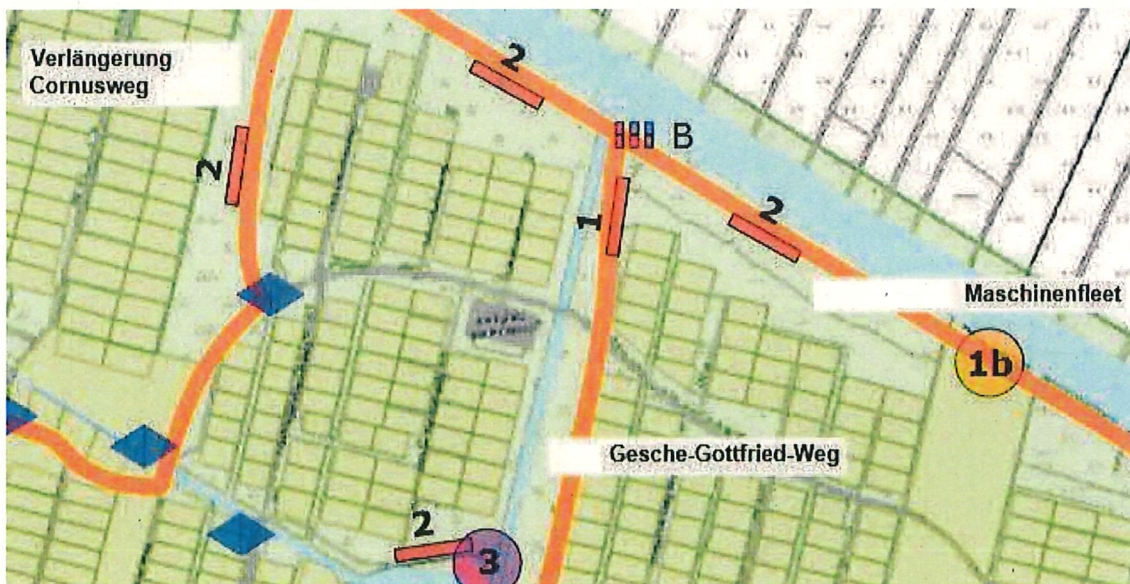 Verlängerung
Cornusweg
2
2
B
2
1
Maschinenfleet
1b
Gesche-Gottfried-Weg
2
3